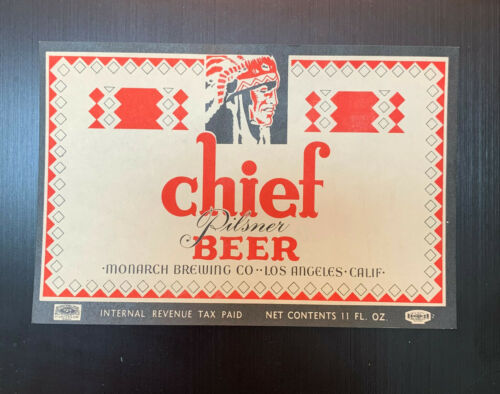 chief
Pilsner
BEER
·MONARCH BREWING CO··LOS ANGELES·CALIF·
INTERNAL REVENUE TAX PAID NET CONTENTS 11 FL. OZ.